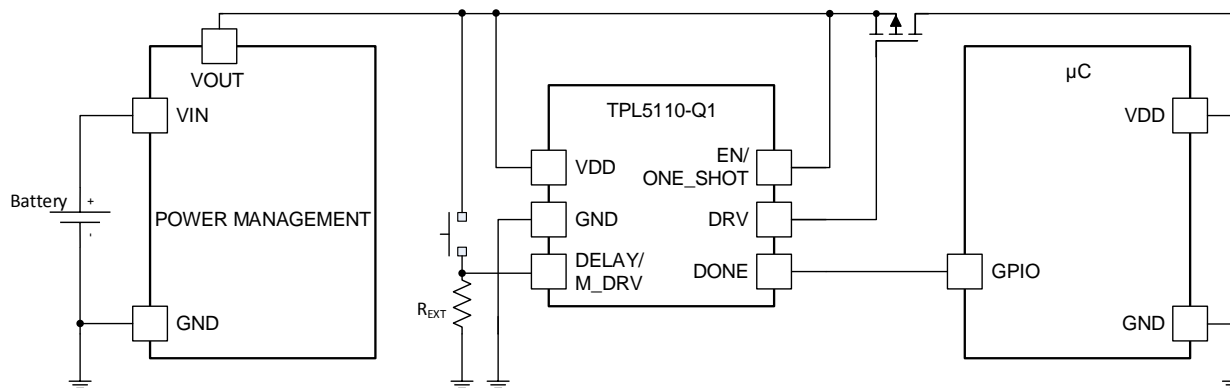 VOUT
VIN
Battery
+
-
POWER MANAGEMENT
GND
REXT
TPL5110-Q1
VDD
GND
DELAY/
M_DRV
EN/
ONE_SHOT
DRV
DONE
µC
VDD
GPIO
GND